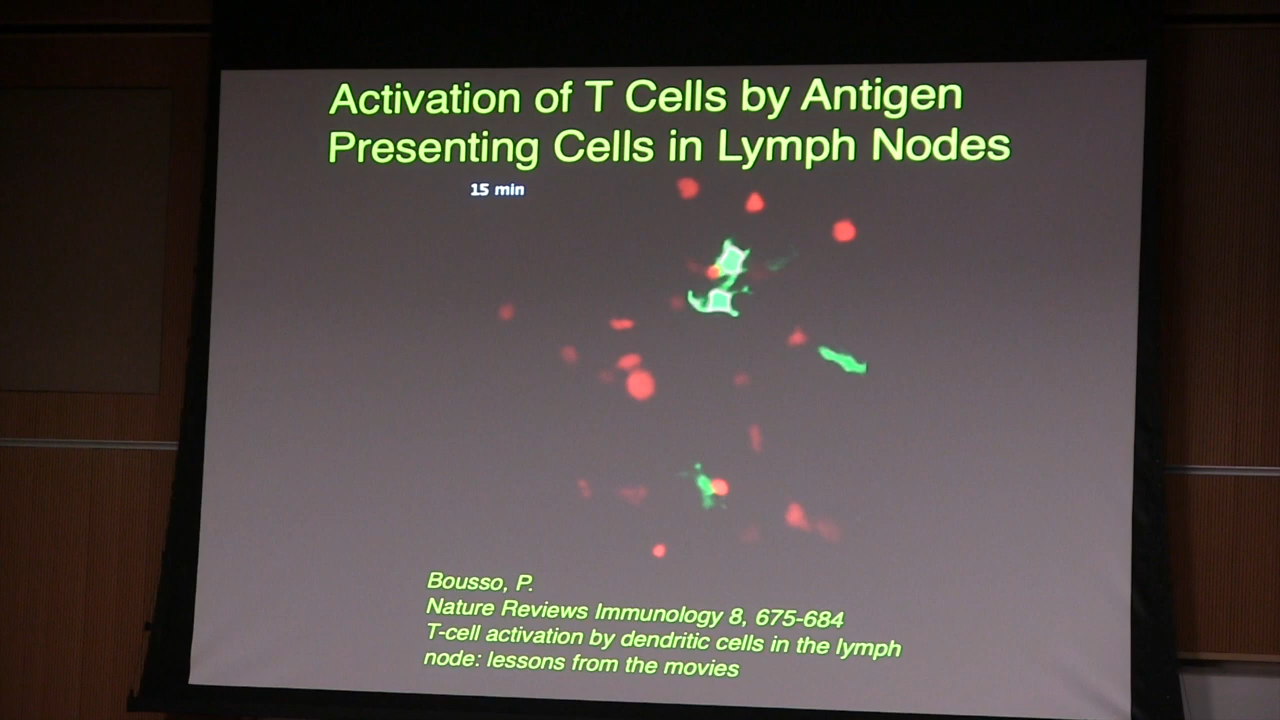 Activation of T Cells by Antigen
Presenting Cells in Lymph Nodes
15 min
Bousso, P.
Nature Reviews Immunology 8, 675-684
T-cell activation by dendritic cells in the lymph
node: lessons from the movies